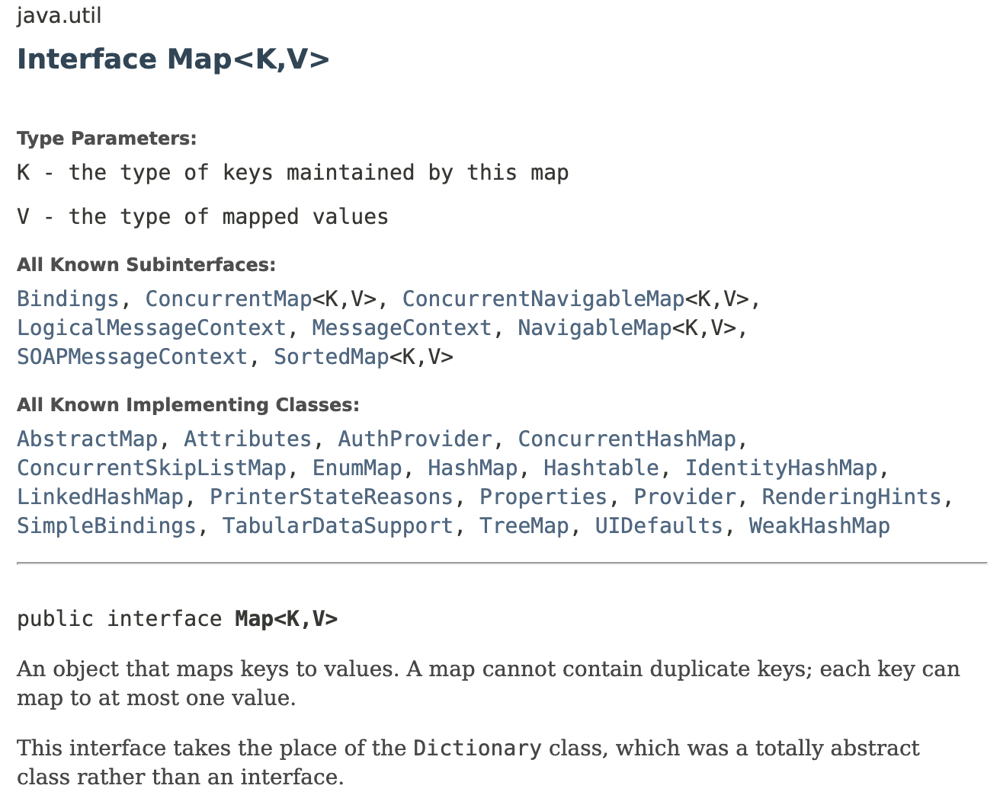 java.util
Interface Map<K,V>
Type Parameters:
K - the type of keys maintained by this map
V - the type of mapped values
All Known Subinterfaces:
Bindings, ConcurrentMap<K,V>, ConcurrentNavigableMap<K,V>,
LogicalMessageContext, MessageContext, NavigableMap<K,V>,
SOAPMessageContext, SortedMap<K,V>
All Known Implementing Classes:
AbstractMap, Attributes, AuthProvider, ConcurrentHashMap,
ConcurrentSkipListMap, EnumMap, HashMap, Hashtable, IdentityHashMap,
LinkedHashMap, PrinterStateReasons, Properties, Provider, RenderingHints,
SimpleBindings, TabularDataSupport, TreeMap, UIDefaults, WeakHashMap
public interface Map<K,V>
An object that maps keys to values. A map cannot contain duplicate keys; each key can
map to at most one value.
This interface takes the place of the Dictionary class, which was a totally abstract
class rather than an interface.